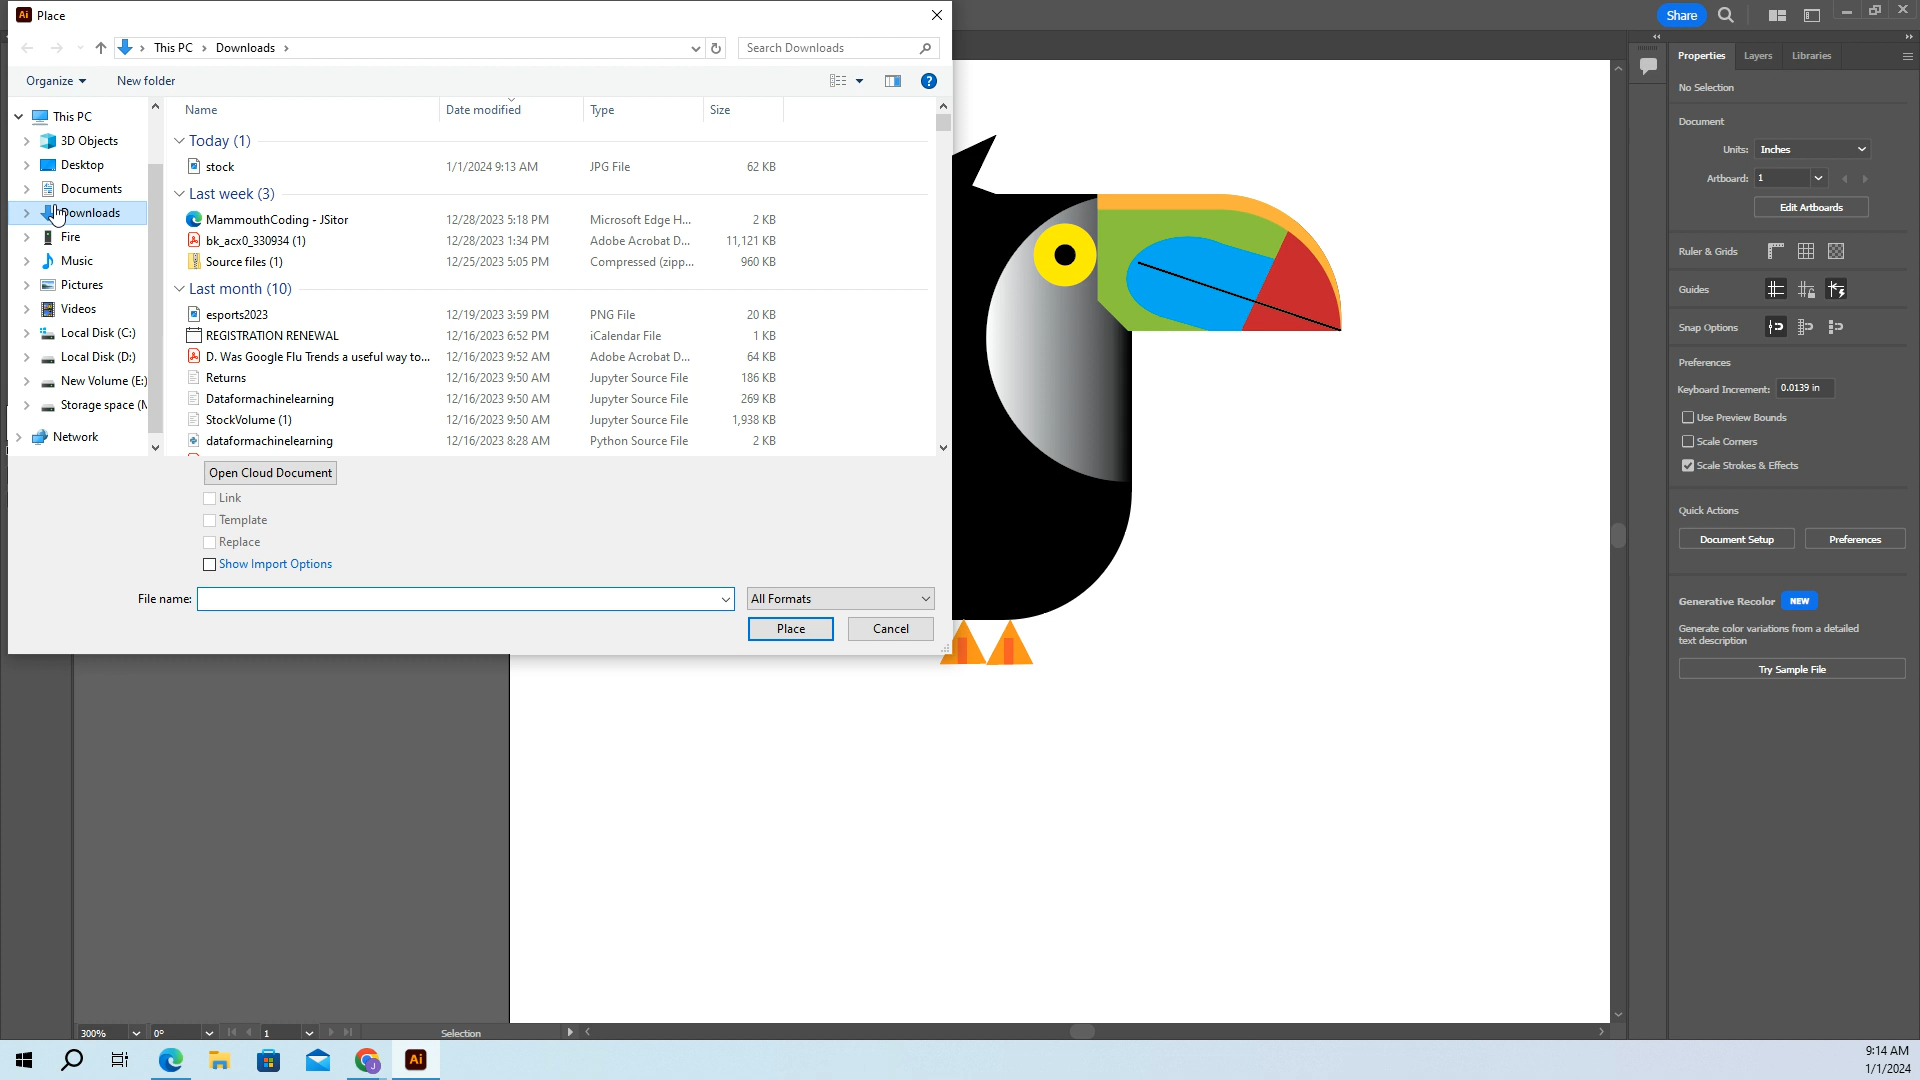 Ai Place
This PC > Downloads >
Search Downloads
Organize
New folder
?
This PC
3D Objects
Desktop
Documents
Downloads
Fire
Music
Pictures
Videos
Local Disk (C:)
Local Disk (D:)
New Volume (E:)
Storage space (
Network
Name Date modified Type Size
Today (1)
stock 1/1/2024 9:13 AM JPG File 62 KB
Last week (3)
MammouthCoding - JSitor 12/28/2023 5:18 PM Microsoft Edge H... 2 KB
bk_acx0_330934 (1) 12/28/2023 1:34 PM Adobe Acrobat D... 11,121 KB
Source files (1) 12/25/2023 5:05 PM Compressed (zipp... 960 KB
Last month (10)
esports2023 12/19/2023 3:59 PM PNG File 20 KB
REGISTRATION RENEWAL 12/16/2023 6:52 PM iCalendar File 1 KB
D. Was Google Flu Trends a useful way to... 12/16/2023 9:52 AM Adobe Acrobat D... 64 KB
Returns 12/16/2023 9:50 AM Jupyter Source File 186 KB
Dataformachinelearning 12/16/2023 9:50 AM Jupyter Source File 269 KB
StockVolume (1) 12/16/2023 9:50 AM Jupyter Source File 1,938 KB
dataformachinelearning 12/16/2023 8:28 AM Python Source File 2 KB
Open Cloud Document
Link
Template
Replace
Show Import Options
File name:
All Formats
Place
Cancel
Share
Properties Layers Libraries
No Selection
Document
Units: Inches
Artboard: 1
Edit Artboards
Ruler & Grids
Guides
Snap Options
Preferences
Keyboard Increment: 0.0139 in
Use Preview Bounds
Scale Corners
Scale Strokes & Effects
Quick Actions
Document Setup Preferences
Generative Recolor NEW
Generate color variations from a detailed
text description
Try Sample File
300% 0° 1 Selection
Ai
J
9:14 AM
1/1/2024